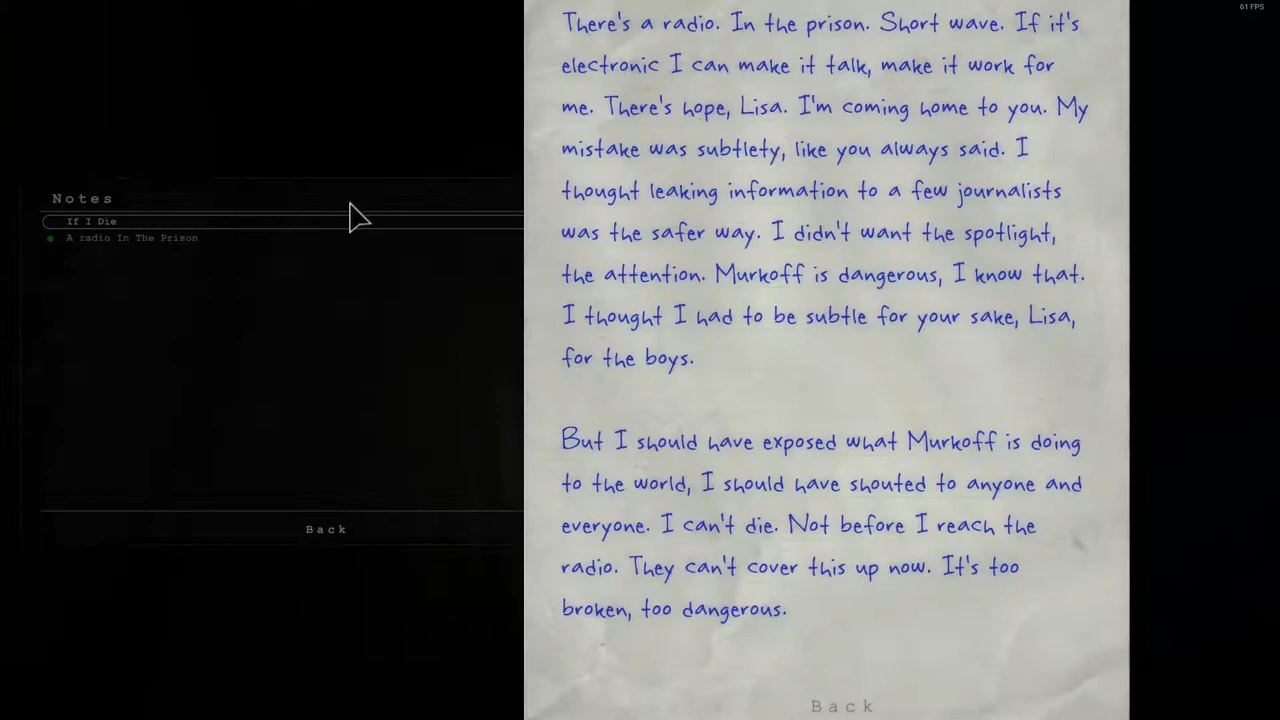 61 FPS
There's a radio. In the prison. Short wave. If it's
electronic I can make it talk, make it work for
me. There's hope, Lisa. I'm coming home to you. My
mistake was subtlety, like you always said. I
thought leaking information to a few journalists
was the safer way. I didn't want the spotlight,
the attention. Murkoff is dangerous, I know that.
I thought I had to be subtle for your sake, Lisa,
for the boys.
But I should have exposed what Murkoff is doing
to the world, I should have shouted to anyone and
everyone. I can't die. Not before I reach the
radio. They can't cover this up now. It's too
broken, too dangerous.
Back
Notes
If I Die
A radio In The Prison
Back